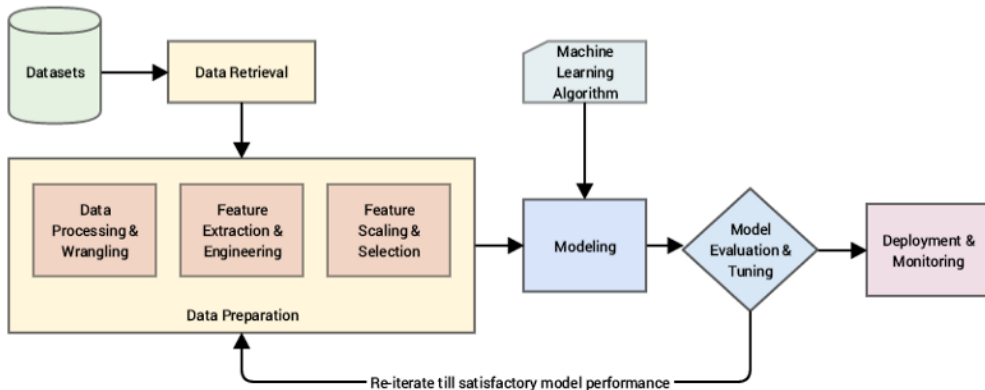 Datasets
Data Retrieval
Machine
Learning
Algorithm
Data
Processing &
Wrangling
Feature
Extraction &
Engineering
Feature
Scaling &
Selection
Data Preparation
Modeling
Model
Evaluation &
Tuning
Deployment &
Monitoring
Re-iterate till satisfactory model performance